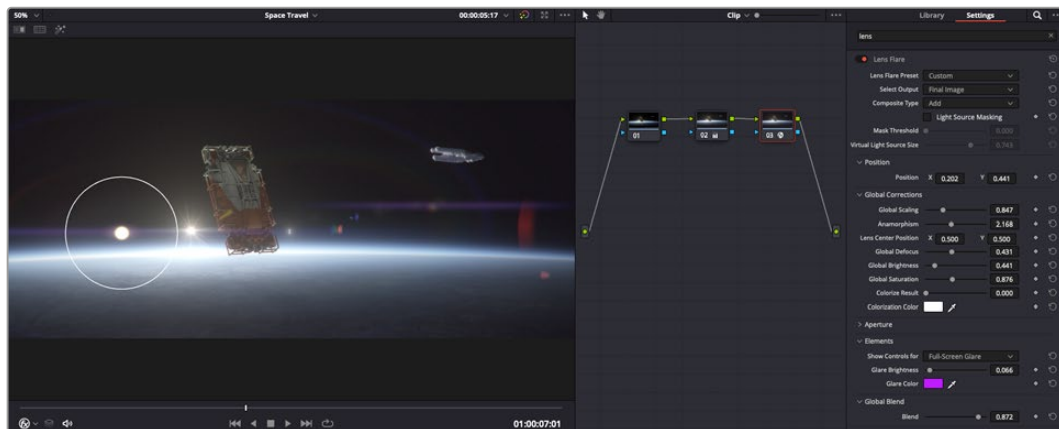 50%
Space Travel
00:00:05:17
Clip
Library
Settings
lens
Lens Flare
Lens Flare Preset
Custom
Select Output
Final Image
Composite Type
Add
Light Source Masking
Mask Threshold
Virtual Light Source Size
0.743
Position
Position X 0.202 Y 0.441
Global Corrections
Global Scaling 0.847
Anamorphism 2.168
Lens Center Position X 0.500 Y 0.500
Global Defocus 0.431
Global Brightness 0.441
Global Saturation 0.876
Colorize Result 0.000
Colorization Color
Aperture
Elements
Show Controls for Full-Screen Glare
Glare Brightness 0.066
Glare Color
Global Blend
Blend 0.872
01
02
03
01:00:07:01